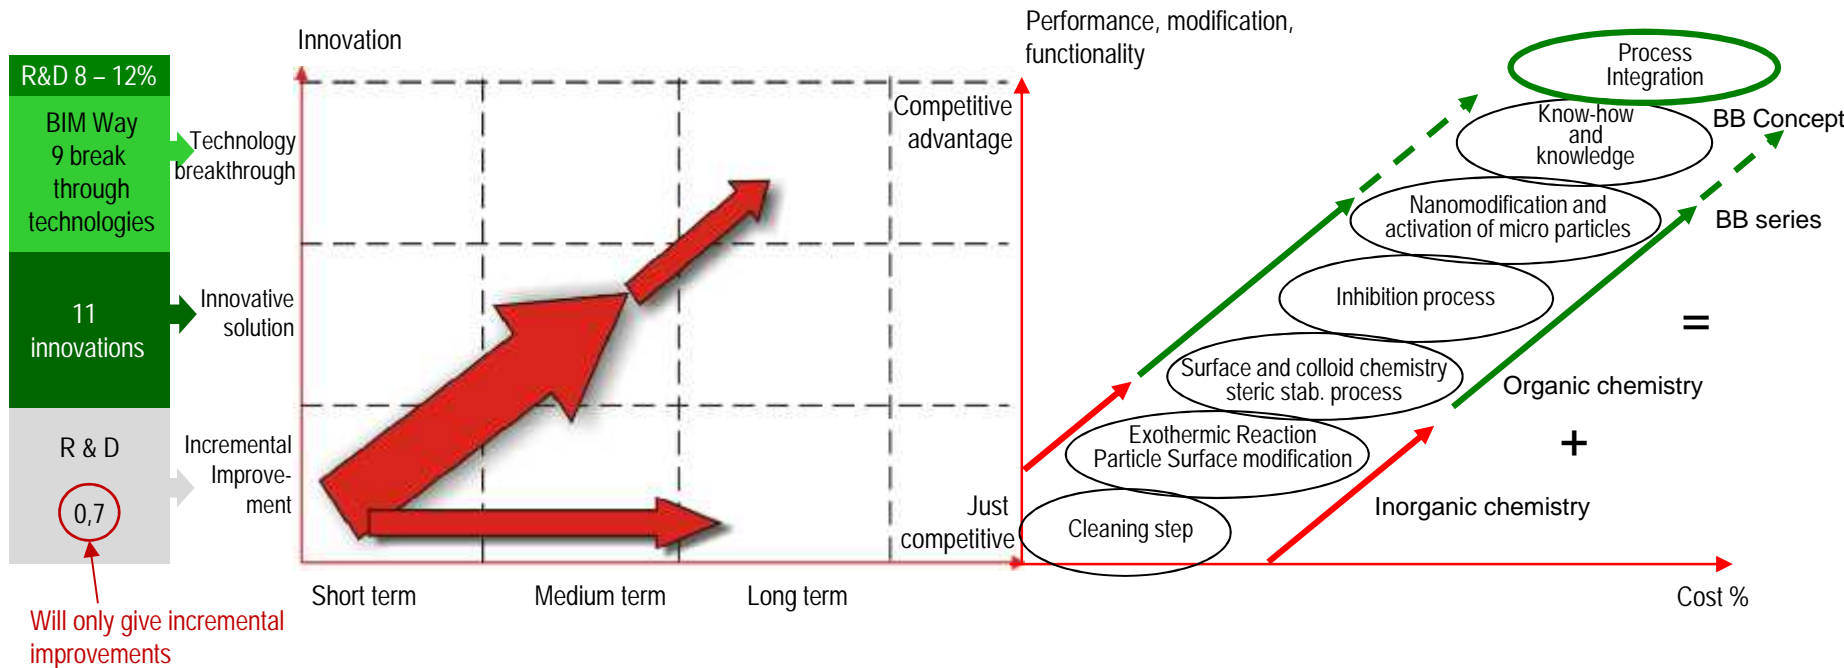 R&D 8 – 12%
BIM Way
9 break
through
technologies
11
innovations
R & D
0,7
Will only give incremental
improvements
Innovation
Technology
breakthrough
Innovative
solution
Incremental
Improve-
ment
Short term
Medium term
Long term
Performance, modification,
functionality
Competitive
advantage
Just
competitive
Process
Integration
Know-how
and
knowledge
Nanomodification and
activation of micro particles
Inhibition process
Surface and colloid chemistry
steric stab. process
Exothermic Reaction
Particle Surface modification
Cleaning step
BB Concept
BB series
=
Organic chemistry
+
Inorganic chemistry
Cost %